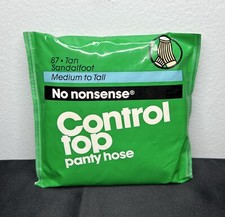 87 • Tan
Sandalfoot
Medium to Tall
No nonsense®
Control
top
panty hose